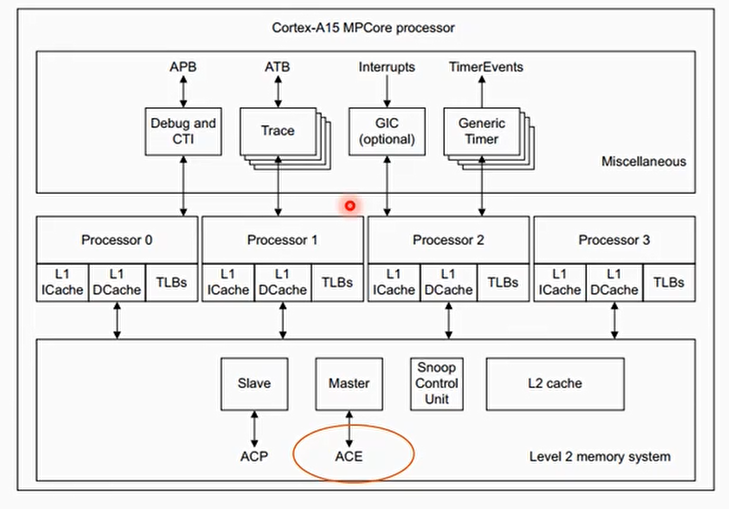 Cortex-A15 MPCore processor
APB
ATB
Interrupts
TimerEvents
Debug and
CTI
Trace
GIC
(optional)
Generic
Timer
Miscellaneous
Processor 0
Processor 1
Processor 2
Processor 3
L1
ICache
L1
DCache
TLBs
L1
ICache
L1
DCache
TLBs
L1
ICache
L1
DCache
TLBs
L1
ICache
L1
DCache
TLBs
Slave
Master
Snoop
Control
Unit
L2 cache
ACP
ACE
Level 2 memory system